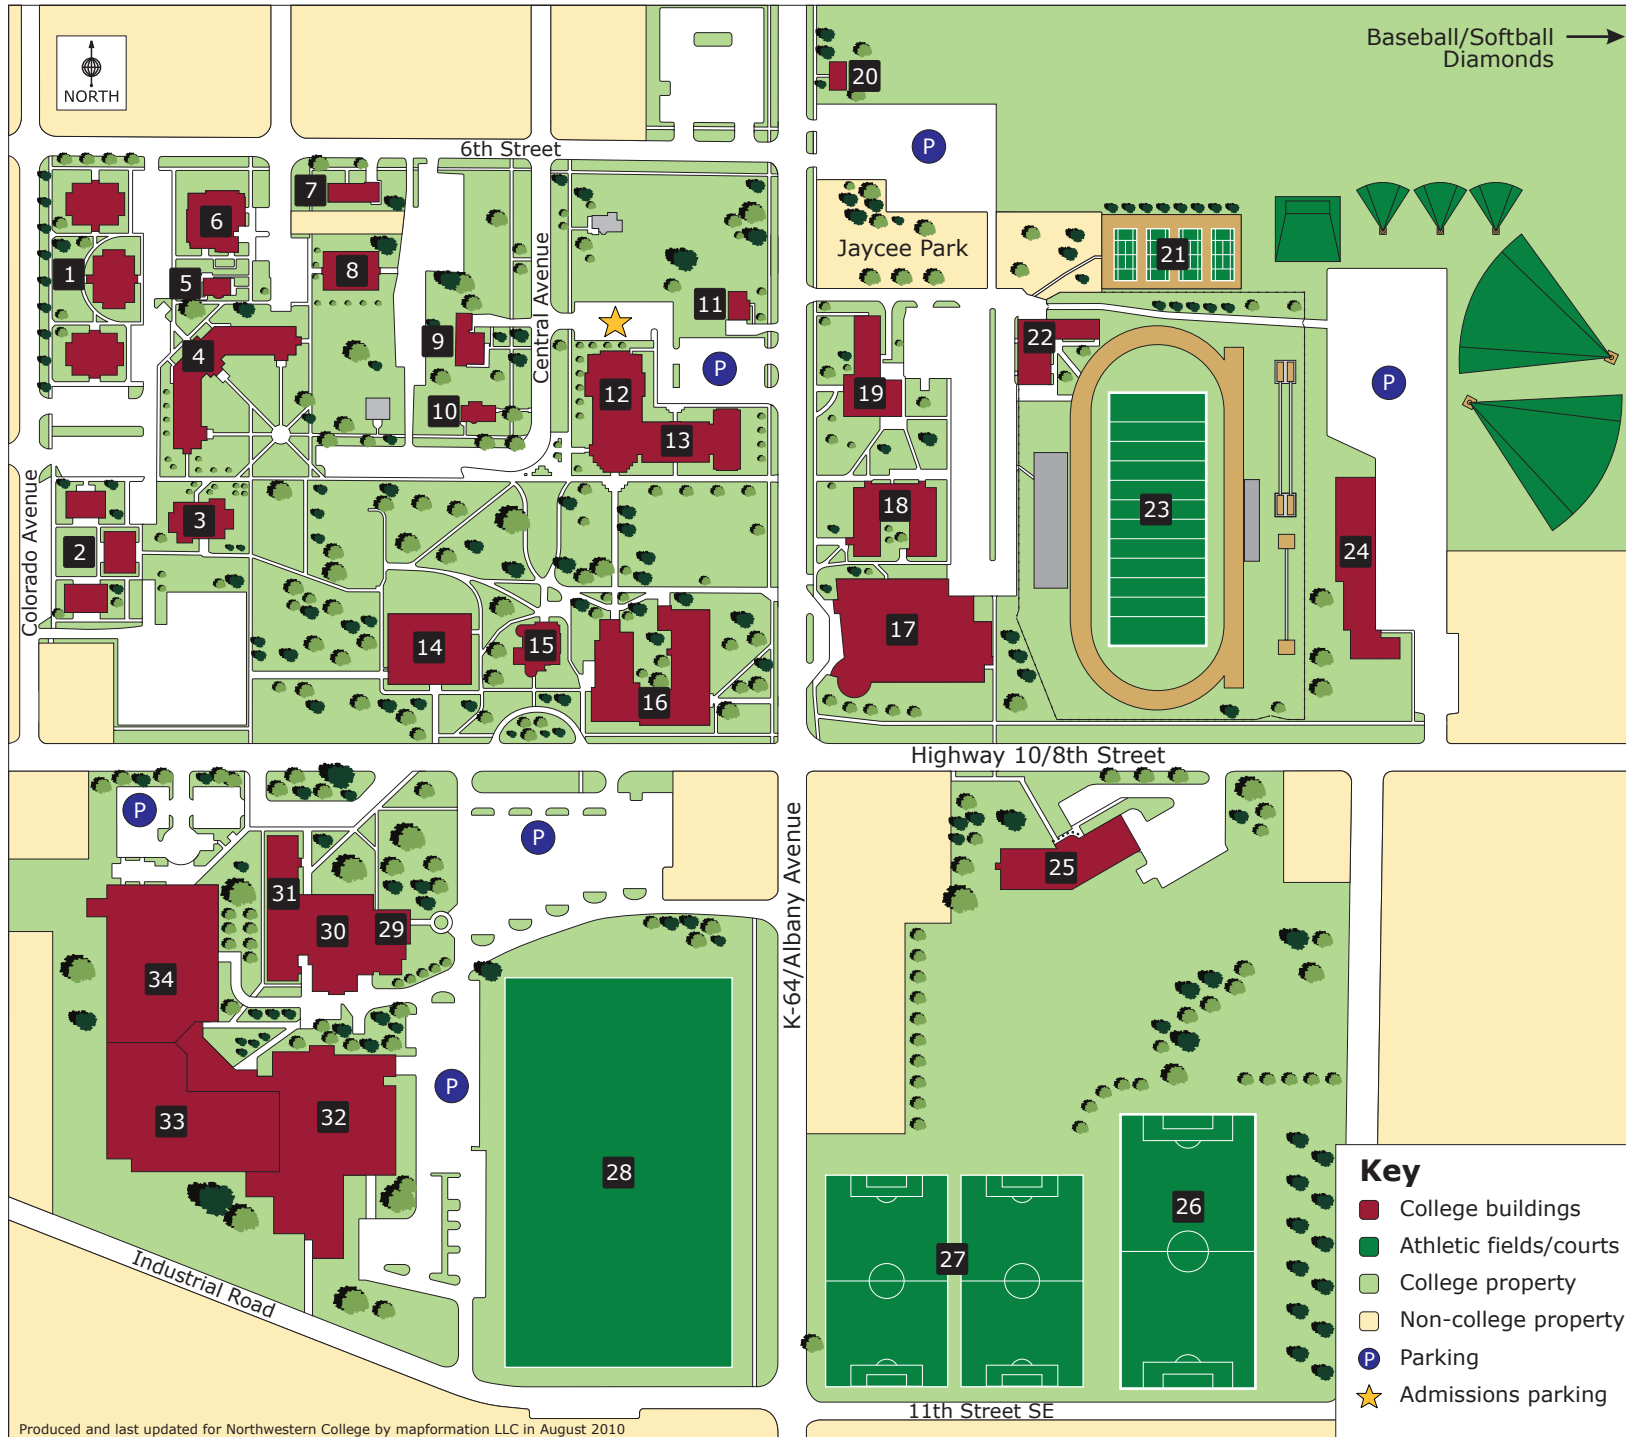 Baseball/Softball
Diamonds
NORTH
20
P
6th Street
7
6
Jaycee Park
21
1
5
8
Central Avenue
11
9
22
4
12
P
19
P
10
13
Colorado Avenue
3
18
23
2
24
14
15
17
16
Highway 10/8th Street
P
P
K-64/Albany Avenue
25
31
30
29
34
P
33
32
28
26
27
Industrial Road
Key
College buildings
Athletic fields/courts
College property
Non-college property
P Parking
Admissions parking
11th Street SE
Produced and last updated for Northwestern College by mapformation LLC in August 2010